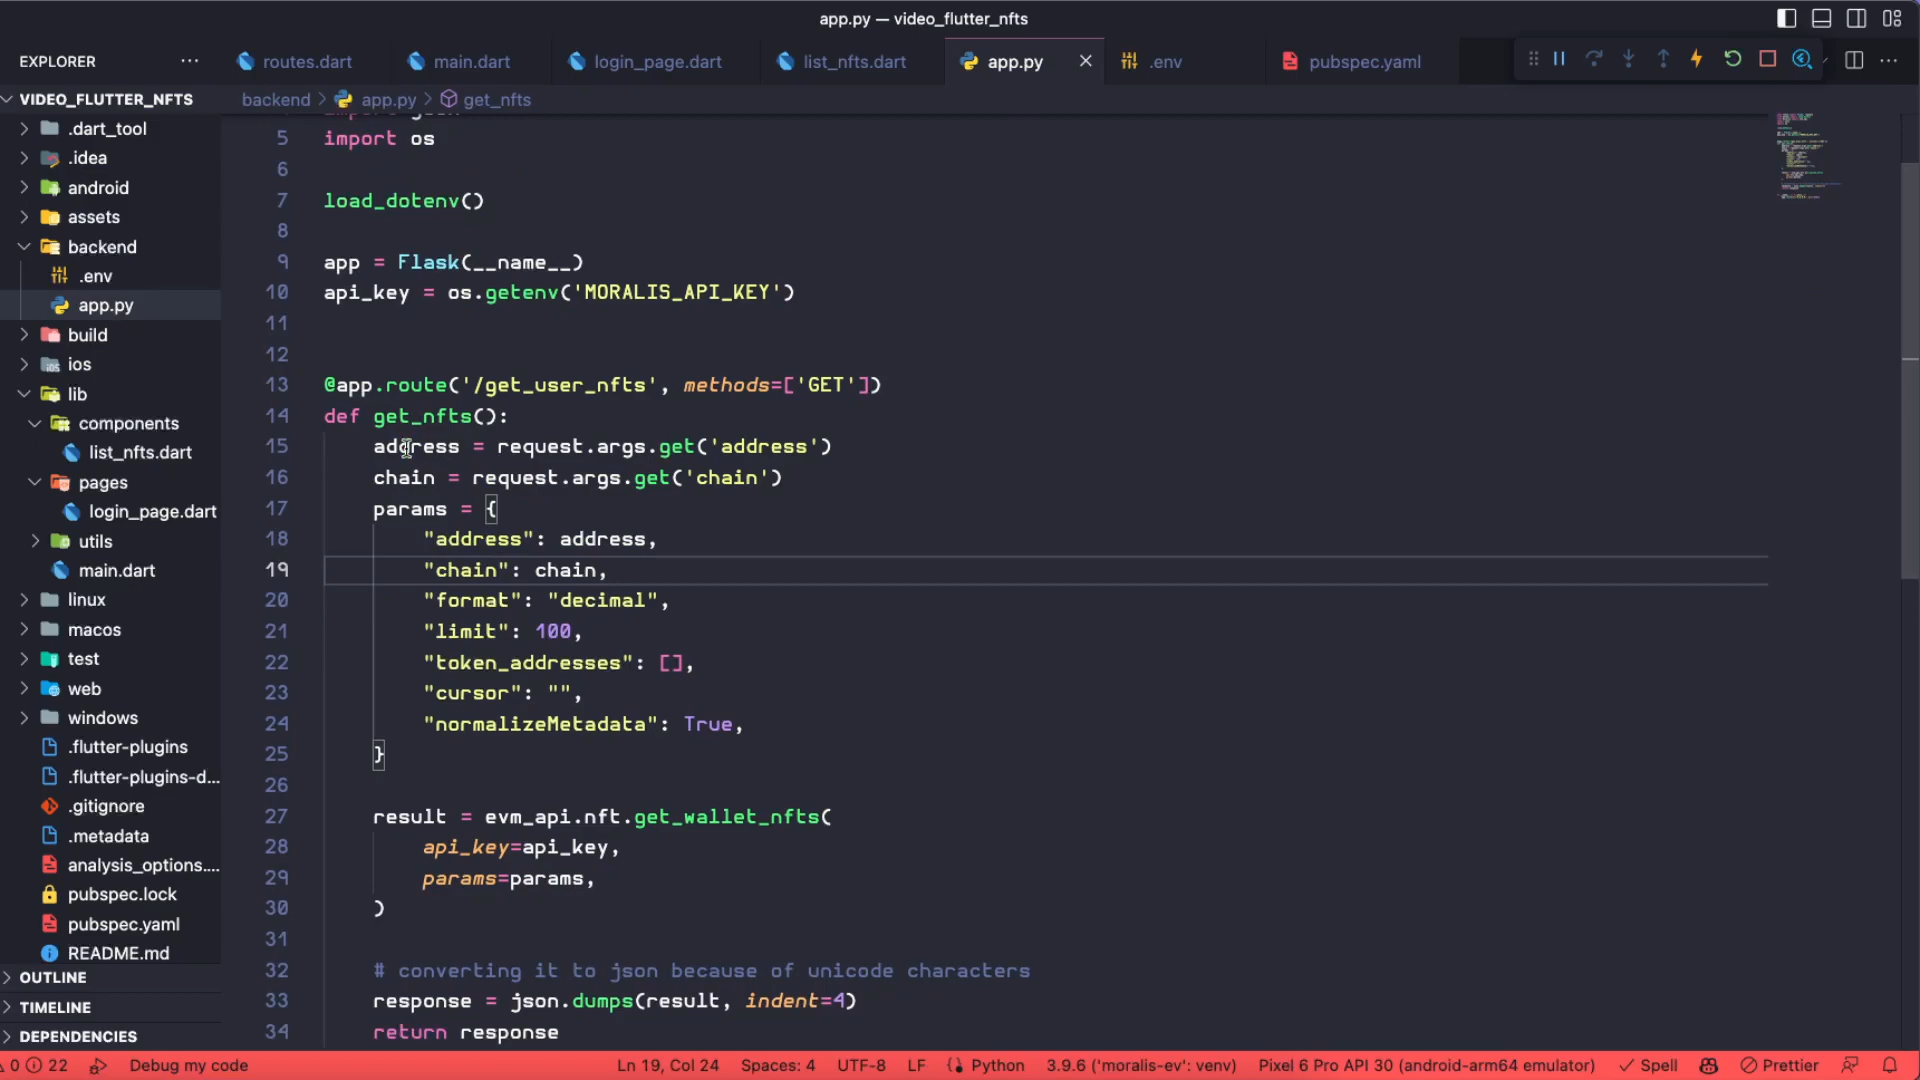 app.py — video_flutter_nfts
EXPLORER
routes.dart
main.dart
login_page.dart
list_nfts.dart
app.py
.env
pubspec.yaml
VIDEO_FLUTTER_NFTS
backend > app.py > get_nfts
.dart_tool
.idea
android
assets
backend
.env
app.py
build
ios
lib
components
list_nfts.dart
pages
login_page.dart
utils
main.dart
linux
macos
test
web
windows
.flutter-plugins
.flutter-plugins-d...
.gitignore
.metadata
analysis_options....
pubspec.lock
pubspec.yaml
README.md
OUTLINE
TIMELINE
DEPENDENCIES
5 import os
6
7 load_dotenv()
8
9 app = Flask(__name__)
10 api_key = os.getenv('MORALIS_API_KEY')
11
12
13 @app.route('/get_user_nfts', methods=['GET'])
14 def get_nfts():
15 address = request.args.get('address')
16 chain = request.args.get('chain')
17 params = {
18 "address": address,
19 "chain": chain,
20 "format": "decimal",
21 "limit": 100,
22 "token_addresses": [],
23 "cursor": "",
24 "normalizeMetadata": True,
25 }
26
27 result = evm_api.nft.get_wallet_nfts(
28 api_key=api_key,
29 params=params,
30 )
31
32 # converting it to json because of unicode characters
33 response = json.dumps(result, indent=4)
34 return response
0 22 Debug my code Ln 19, Col 24 Spaces: 4 UTF-8 LF Python 3.9.6 ('moralis-ev': venv) Pixel 6 Pro API 30 (android-arm64 emulator) Spell Prettier